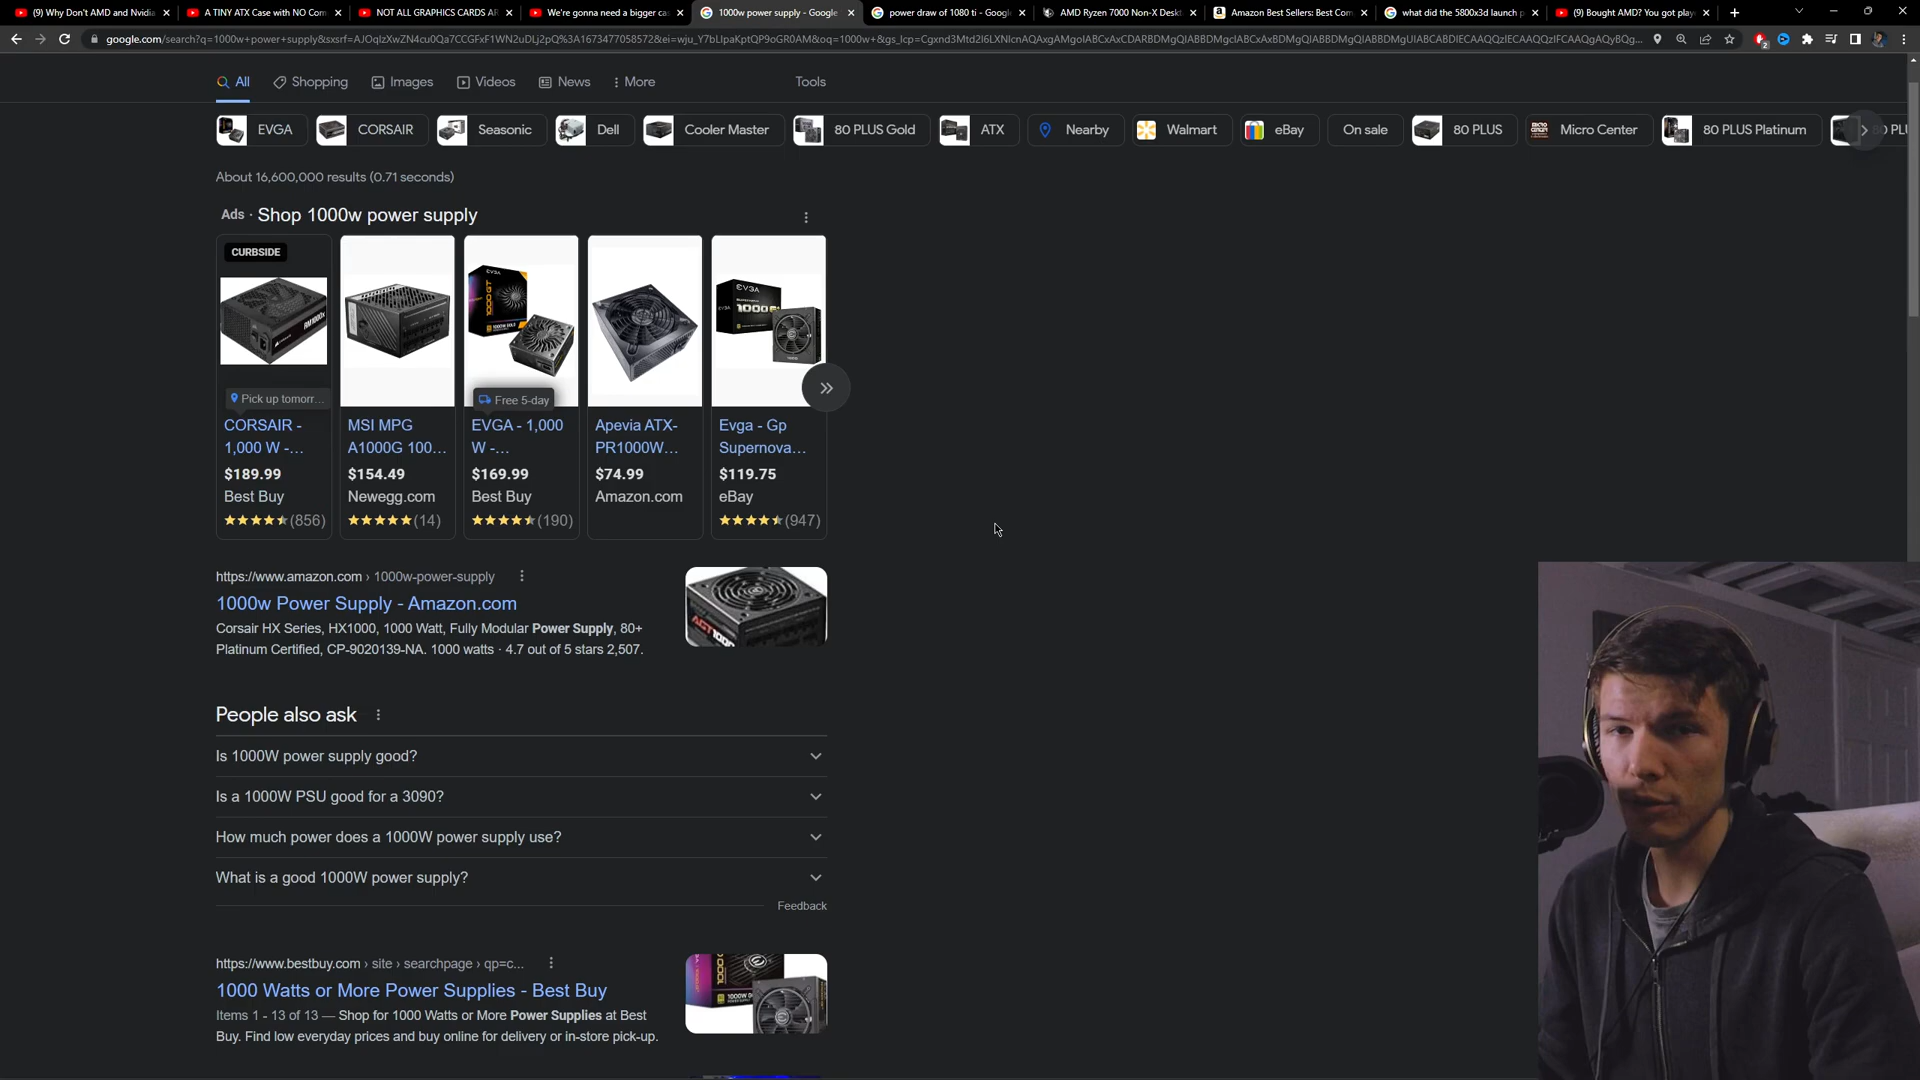 (9) Why Don't AMD and Nvidia
A TINY ATX Case with NO Com
NOT ALL GRAPHICS CARDS AR
We're gonna need a bigger ca
1000w power supply - Google
power draw of 1080 ti - Googl
AMD Ryzen 7000 Non-X Deskt
Amazon Best Sellers: Best Com
what did the 5800x3d launch p
(9) Bought AMD? You got play
All
Shopping
Images
Videos
News
More
Tools
EVGA
CORSAIR
Seasonic
Dell
Cooler Master
80 PLUS Gold
ATX
Nearby
Walmart
eBay
On sale
80 PLUS
Micro Center
80 PLUS Platinum
About 16,600,000 results (0.71 seconds)
Ads · Shop 1000w power supply
CURBSIDE
Pick up tomorr...
Free 5-day
CORSAIR - 1,000 W -...
$189.99
Best Buy
(856)
MSI MPG A1000G 100...
$154.49
Newegg.com
(14)
EVGA - 1,000 W -...
$169.99
Best Buy
(190)
Apevia ATX-PR1000W...
$74.99
Amazon.com
Evga - Gp Supernova...
$119.75
eBay
(947)
https://www.amazon.com › 1000w-power-supply
1000w Power Supply - Amazon.com
Corsair HX Series, HX1000, 1000 Watt, Fully Modular Power Supply, 80+
Platinum Certified, CP-9020139-NA. 1000 watts · 4.7 out of 5 stars 2,507.
People also ask
Is 1000W power supply good?
Is a 1000W PSU good for a 3090?
How much power does a 1000W power supply use?
What is a good 1000W power supply?
Feedback
https://www.bestbuy.com › site › searchpage › qp=c...
1000 Watts or More Power Supplies - Best Buy
Items 1 - 13 of 13 — Shop for 1000 Watts or More Power Supplies at Best
Buy. Find low everyday prices and buy online for delivery or in-store pick-up.